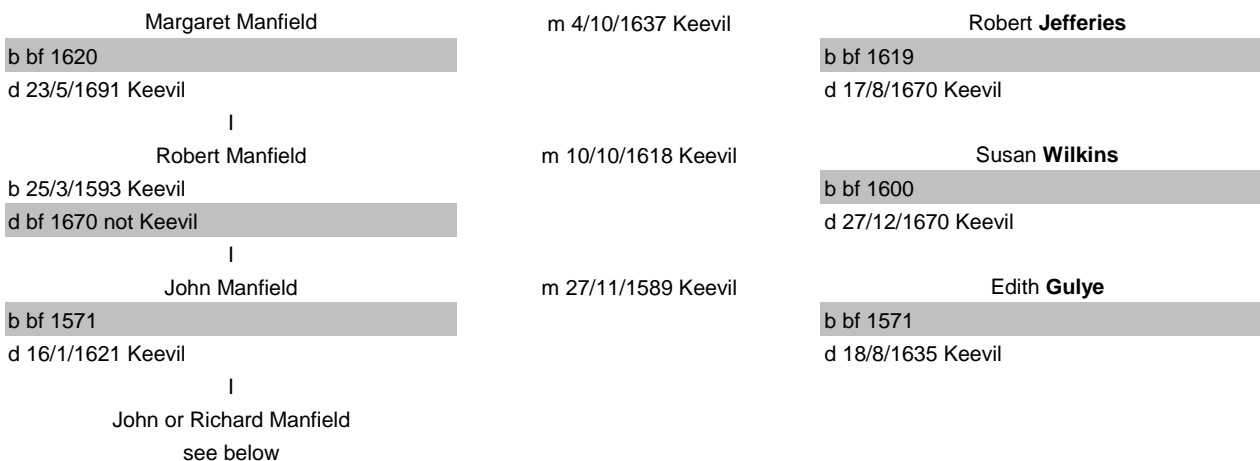 Margaret Manfield m 4/10/1637 Keevil Robert Jefferies
b bf 1620 b bf 1619
d 23/5/1691 Keevil d 17/8/1670 Keevil
I
Robert Manfield m 10/10/1618 Keevil Susan Wilkins
b 25/3/1593 Keevil b bf 1600
d bf 1670 not Keevil d 27/12/1670 Keevil
I
John Manfield m 27/11/1589 Keevil Edith Gulye
b bf 1571 b bf 1571
d 16/1/1621 Keevil d 18/8/1635 Keevil
I
John or Richard Manfield
see below